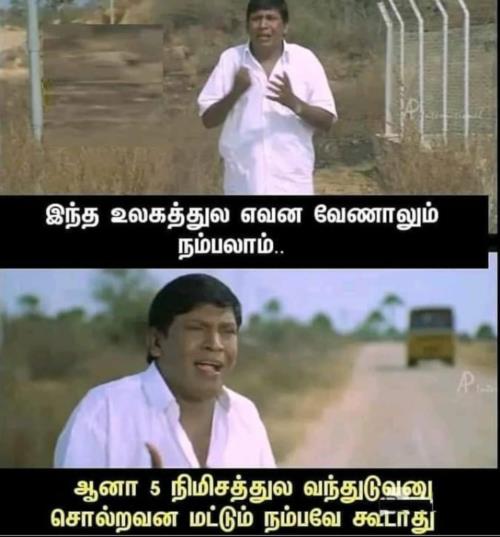 இந்த உலகத்துல எவன வேணாலும்
நம்பலாம்..
ஆனா 5 நிமிசத்துல வந்துடுவனு
சொல்றவன மட்டும் நம்பவே கூடாது